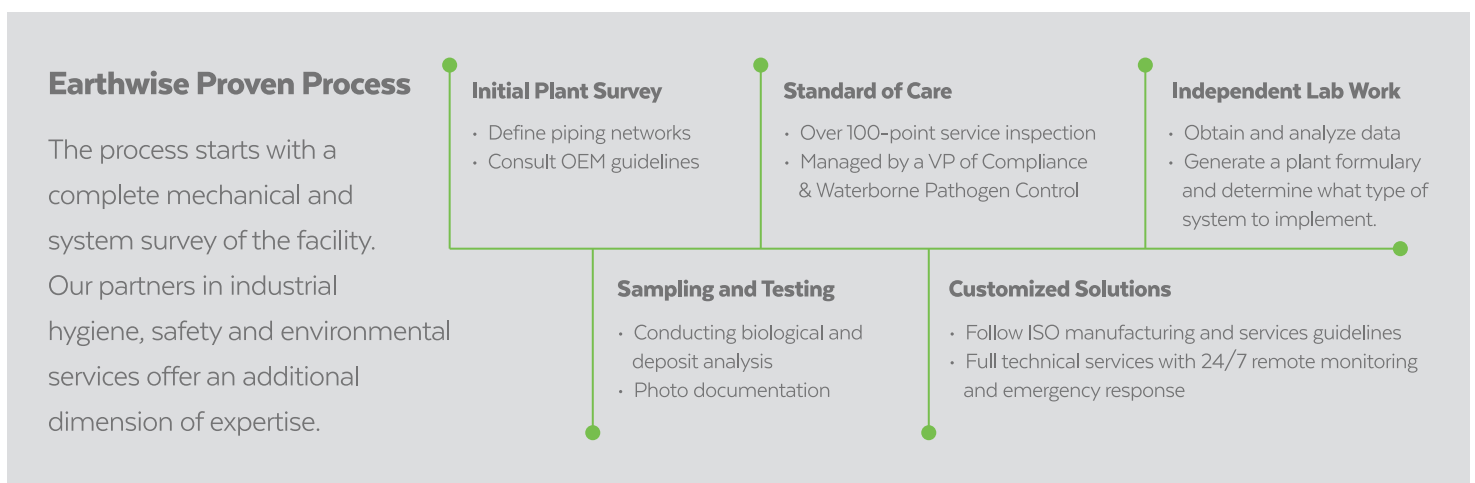 Earthwise Proven Process
The process starts with a
complete mechanical and
system survey of the facility.
Our partners in industrial
hygiene, safety and environmental
services offer an additional
dimension of expertise.
Initial Plant Survey
· Define piping networks
· Consult OEM guidelines
Sampling and Testing
· Conducting biological and
deposit analysis
· Photo documentation
Standard of Care
· Over 100-point service inspection
· Managed by a VP of Compliance
& Waterborne Pathogen Control
Customized Solutions
· Follow ISO manufacturing and services guidelines
· Full technical services with 24/7 remote monitoring
and emergency response
Independent Lab Work
· Obtain and analyze data
· Generate a plant formulary
and determine what type of
system to implement.